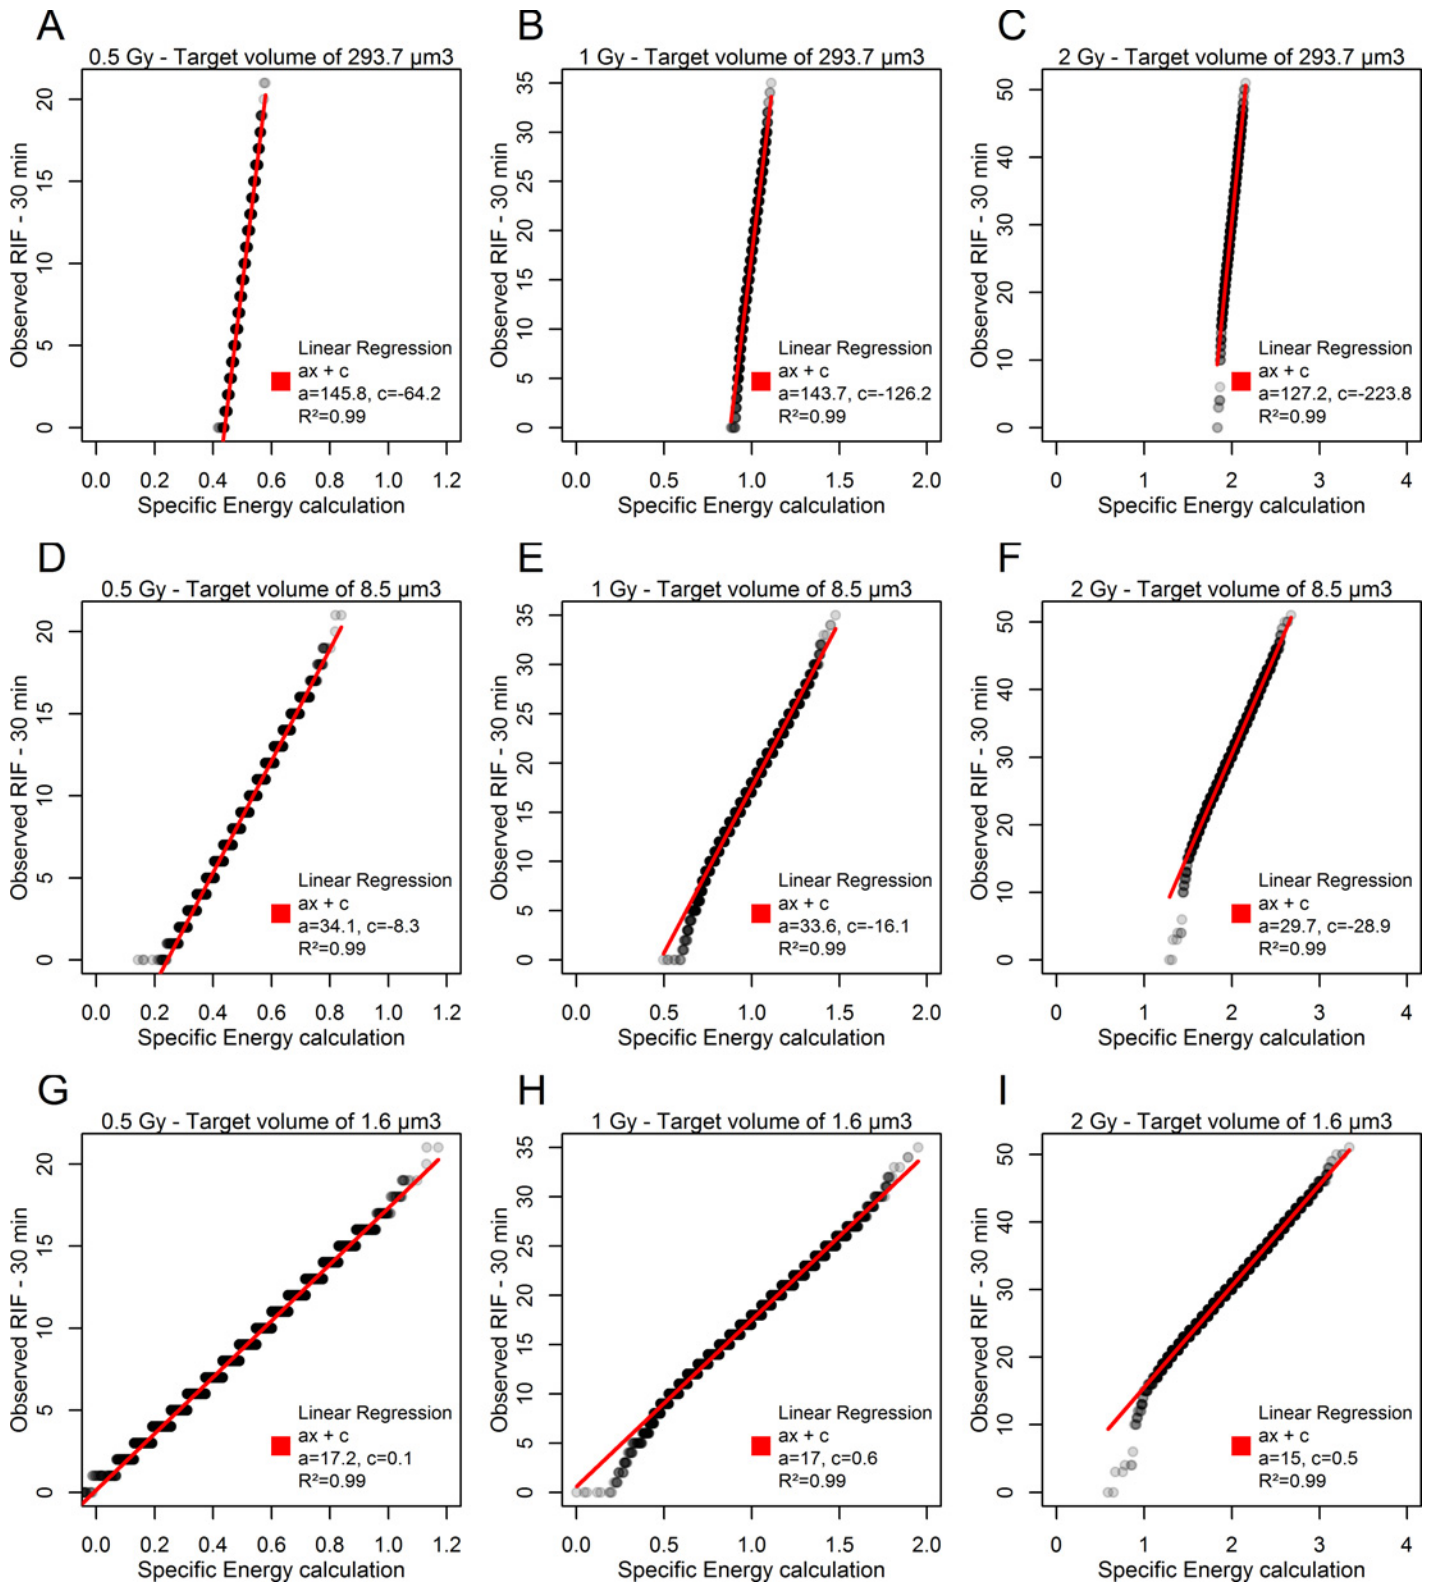 A
0.5 Gy - Target volume of 293.7 µm3
Observed RIF - 30 min
0 5 10 15 20
Linear Regression
ax + c
a=145.8, c=-64.2
R²=0.99
0.0 0.2 0.4 0.6 0.8 1.0 1.2
Specific Energy calculation
B
1 Gy - Target volume of 293.7 µm3
Observed RIF - 30 min
0 5 10 15 20 25 30 35
Linear Regression
ax + c
a=143.7, c=-126.2
R²=0.99
0.0 0.5 1.0 1.5 2.0
Specific Energy calculation
C
2 Gy - Target volume of 293.7 µm3
Observed RIF - 30 min
0 10 20 30 40 50
Linear Regression
ax + c
a=127.2, c=-223.8
R²=0.99
0 1 2 3 4
Specific Energy calculation
D
0.5 Gy - Target volume of 8.5 µm3
Observed RIF - 30 min
0 5 10 15 20
Linear Regression
ax + c
a=34.1, c=-8.3
R²=0.99
0.0 0.2 0.4 0.6 0.8 1.0 1.2
Specific Energy calculation
E
1 Gy - Target volume of 8.5 µm3
Observed RIF - 30 min
0 5 10 15 20 25 30 35
Linear Regression
ax + c
a=33.6, c=-16.1
R²=0.99
0.0 0.5 1.0 1.5 2.0
Specific Energy calculation
F
2 Gy - Target volume of 8.5 µm3
Observed RIF - 30 min
0 10 20 30 40 50
Linear Regression
ax + c
a=29.7, c=-28.9
R²=0.99
0 1 2 3 4
Specific Energy calculation
G
0.5 Gy - Target volume of 1.6 µm3
Observed RIF - 30 min
0 5 10 15 20
Linear Regression
ax + c
a=17.2, c=0.1
R²=0.99
0.0 0.2 0.4 0.6 0.8 1.0 1.2
Specific Energy calculation
H
1 Gy - Target volume of 1.6 µm3
Observed RIF - 30 min
0 5 10 15 20 25 30 35
Linear Regression
ax + c
a=17, c=0.6
R²=0.99
0.0 0.5 1.0 1.5 2.0
Specific Energy calculation
I
2 Gy - Target volume of 1.6 µm3
Observed RIF - 30 min
0 10 20 30 40 50
Linear Regression
ax + c
a=15, c=0.5
R²=0.99
0 1 2 3 4
Specific Energy calculation